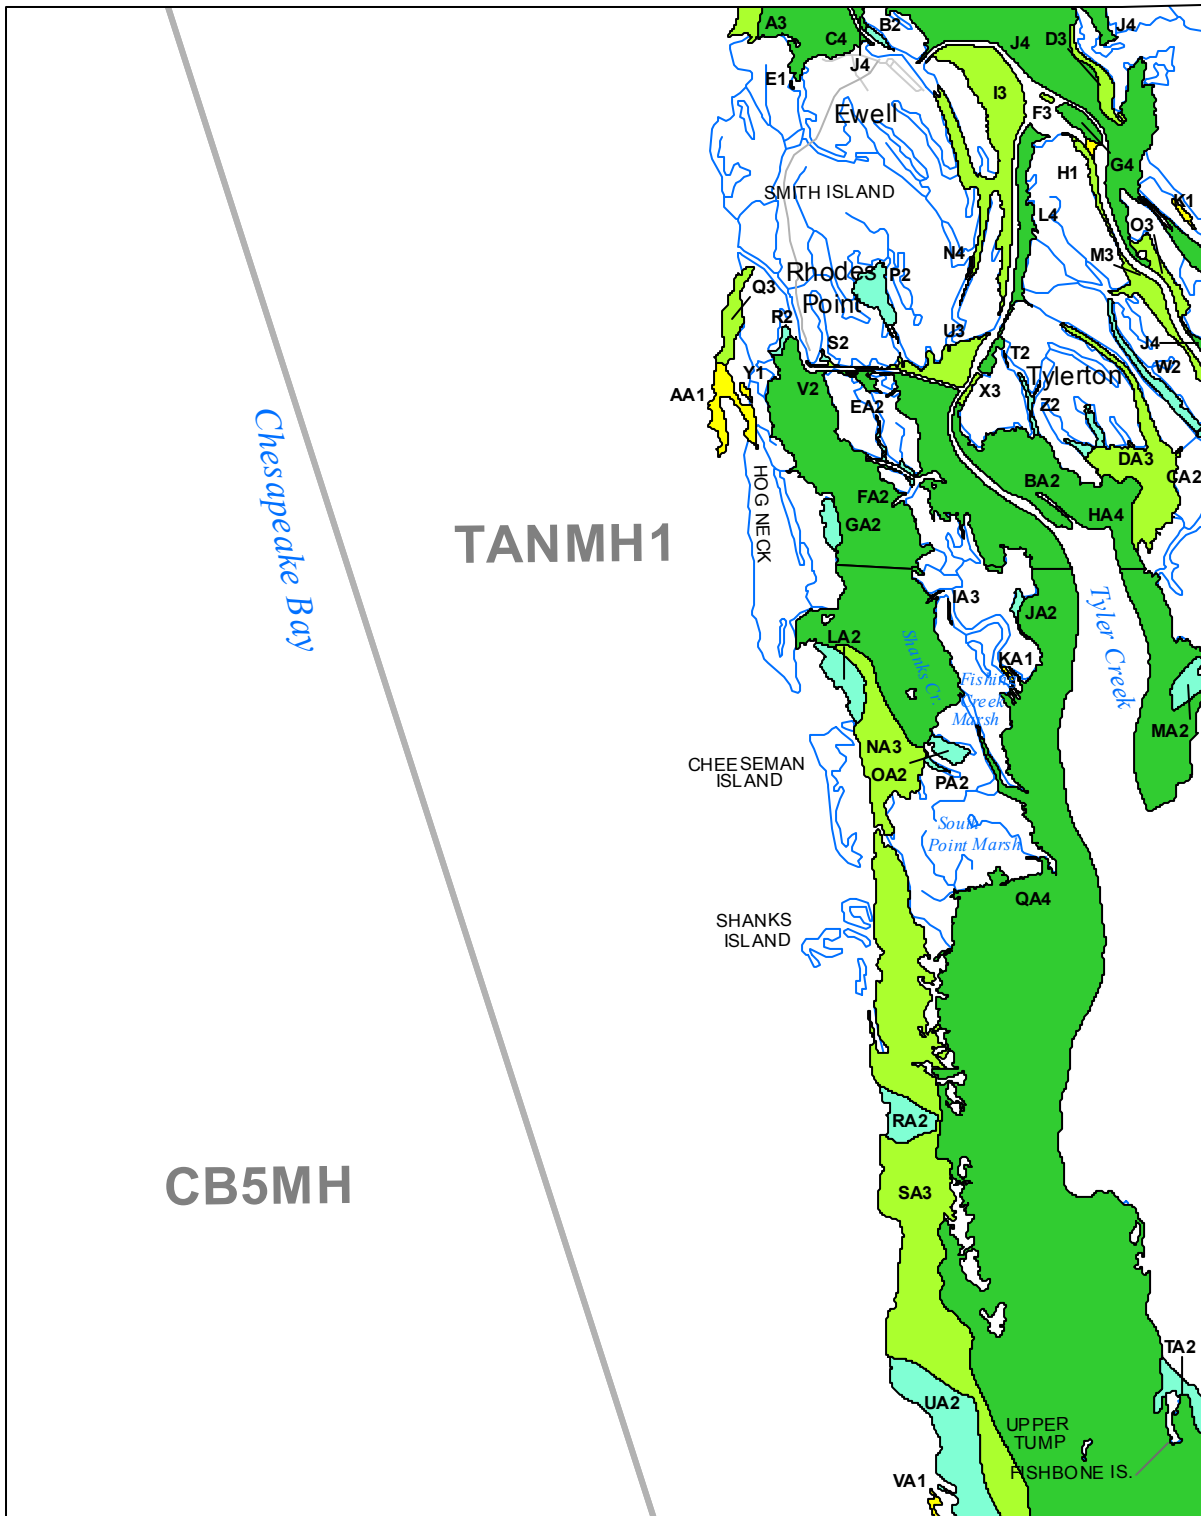 A3
C4
B2
J4
J4
D3
J4
E1
I3
F3
Ewell
G4
H1
K1
SMITH ISLAND
L4
O3
N4
M3
Rhodes
Point
P2
Q3
R2
S2
U3
T2
J4
W2
Tylerton
Y1
V2
AA1
EA2
X3
Z2
DA3
CA2
BA2
HOG NECK
FA2
GA2
HA4
Chesapeake Bay
TANMH1
IA3
JA2
Tyler Creek
LA2
Shanks Cr.
KA1
Fishing
Creek
Marsh
MA2
NA3
OA2
PA2
CHEESEMAN
ISLAND
South
Point Marsh
QA4
SHANKS
ISLAND
RA2
CB5MH
SA3
TA2
UA2
UPPER
TUMP
FISHBONE IS.
VA1